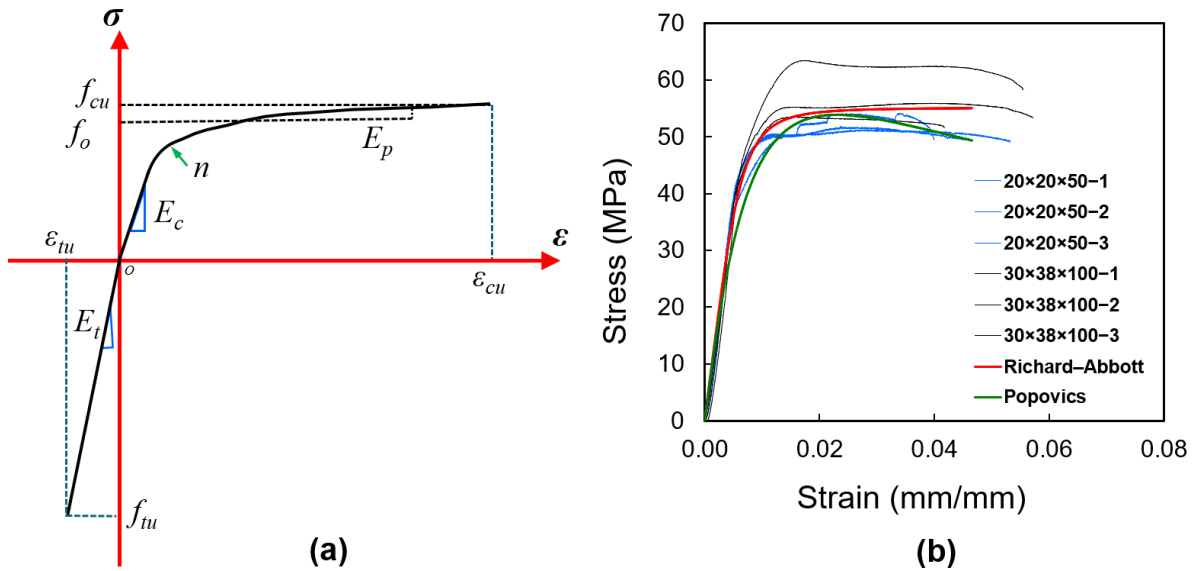 σ
f_cu
f_o
E_p
n
E_c
ε_tu
o
ε
ε_cu
E_t
f_tu
(a)
70
60
50
40
30
20
10
0
Stress (MPa)
20×20×50−1
20×20×50−2
20×20×50−3
30×38×100−1
30×38×100−2
30×38×100−3
Richard–Abbott
Popovics
0.00 0.02 0.04 0.06 0.08
Strain (mm/mm)
(b)